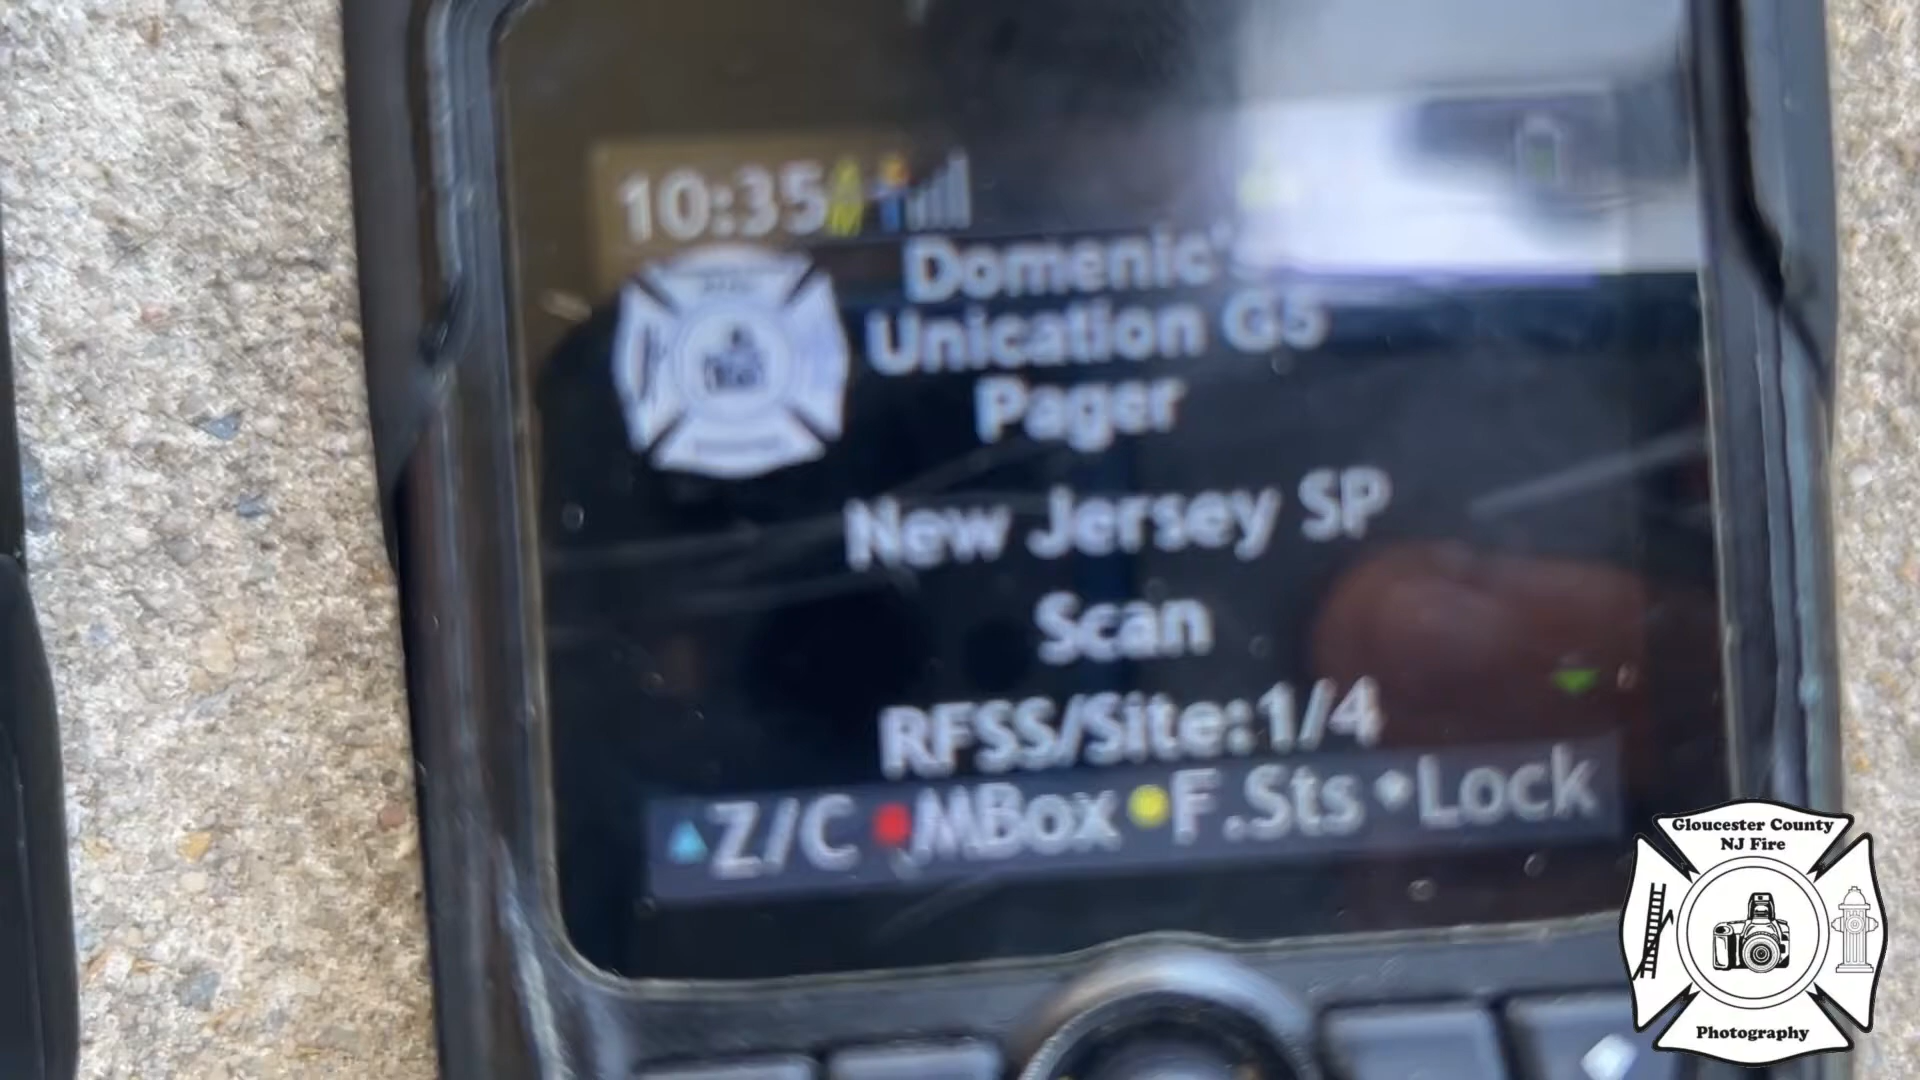 10:35
Domenic's
Unication G5
Pager
New Jersey SP
Scan
RFSS/Site:1/4
Z/C MBox F.Sts Lock
Gloucester County
NJ Fire
Photography